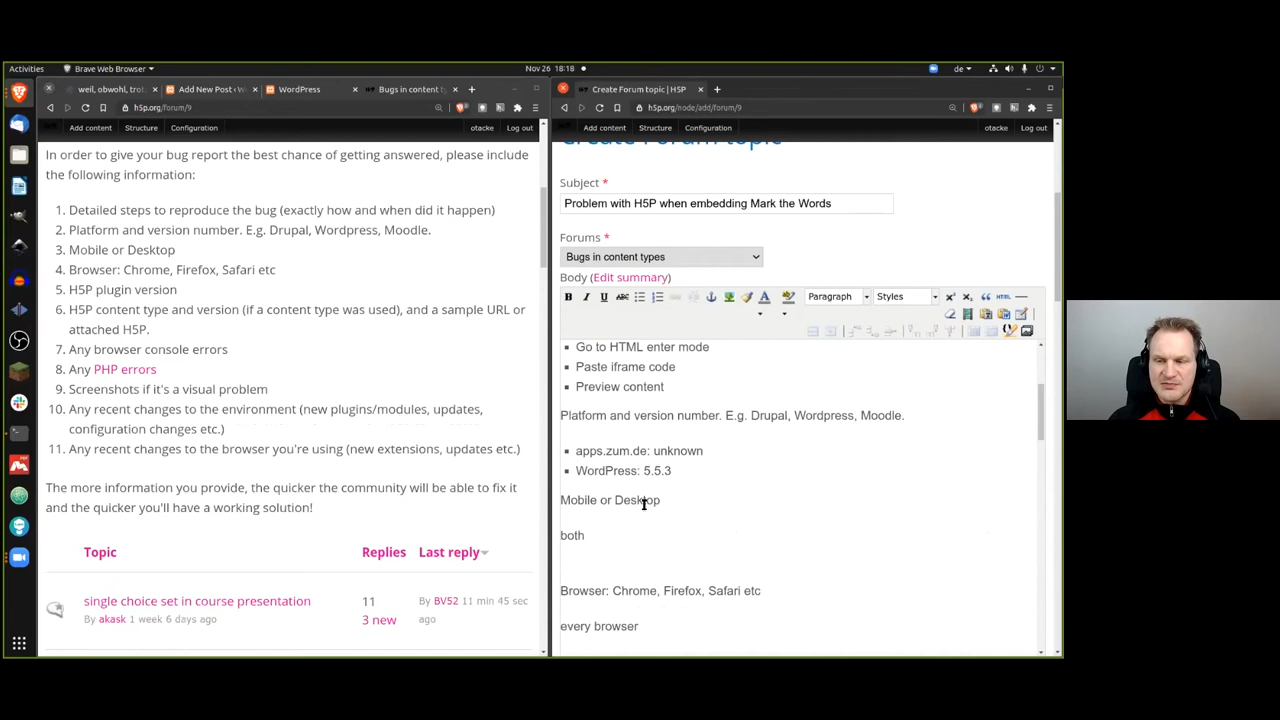 Activities
Brave Web Browser
Nov 26 18:18
de
weil, obwohl, trot
Add New Post ‹ W
WordPress
Bugs in content ty
h5p.org/forum/9
Add content
Structure
Configuration
otacke
Log out
In order to give your bug report the best chance of getting answered, please include
the following information:
1. Detailed steps to reproduce the bug (exactly how and when did it happen)
2. Platform and version number. E.g. Drupal, Wordpress, Moodle.
3. Mobile or Desktop
4. Browser: Chrome, Firefox, Safari etc
5. H5P plugin version
6. H5P content type and version (if a content type was used), and a sample URL or
attached H5P.
7. Any browser console errors
8. Any PHP errors
9. Screenshots if it's a visual problem
10. Any recent changes to the environment (new plugins/modules, updates,
configuration changes etc.)
11. Any recent changes to the browser you're using (new extensions, updates etc.)
The more information you provide, the quicker the community will be able to fix it
and the quicker you'll have a working solution!
Topic
Replies
Last reply
single choice set in course presentation
By akask 1 week 6 days ago
11
3 new
By BV52 11 min 45 sec
ago
Create Forum topic | H5P
h5p.org/node/add/forum/9
Add content
Structure
Configuration
otacke
Log out
Create Forum topic
Subject *
Problem with H5P when embedding Mark the Words
Forums *
Bugs in content types
Body (Edit summary)
B I U ABC
Paragraph
Styles
HTML
Go to HTML enter mode
Paste iframe code
Preview content
Platform and version number. E.g. Drupal, Wordpress, Moodle.
apps.zum.de: unknown
WordPress: 5.5.3
Mobile or Desktop
both
Browser: Chrome, Firefox, Safari etc
every browser